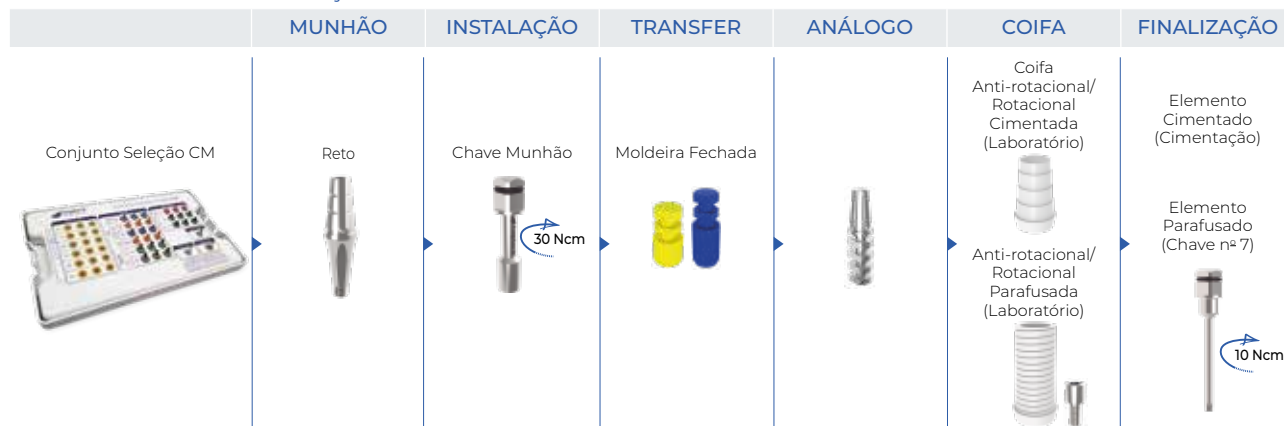 MUNHÃO
INSTALAÇÃO
TRANSFER
ANÁLOGO
COIFA
FINALIZAÇÃO
Conjunto Seleção CM
Reto
Chave Munhão
30 Ncm
Moldeira Fechada
Coifa
Anti-rotacional/
Rotacional
Cimentada
(Laboratório)
Anti-rotacional/
Rotacional
Parafusada
(Laboratório)
Elemento
Cimentado
(Cimentação)
Elemento
Parafusado
(Chave nº 7)
10 Ncm